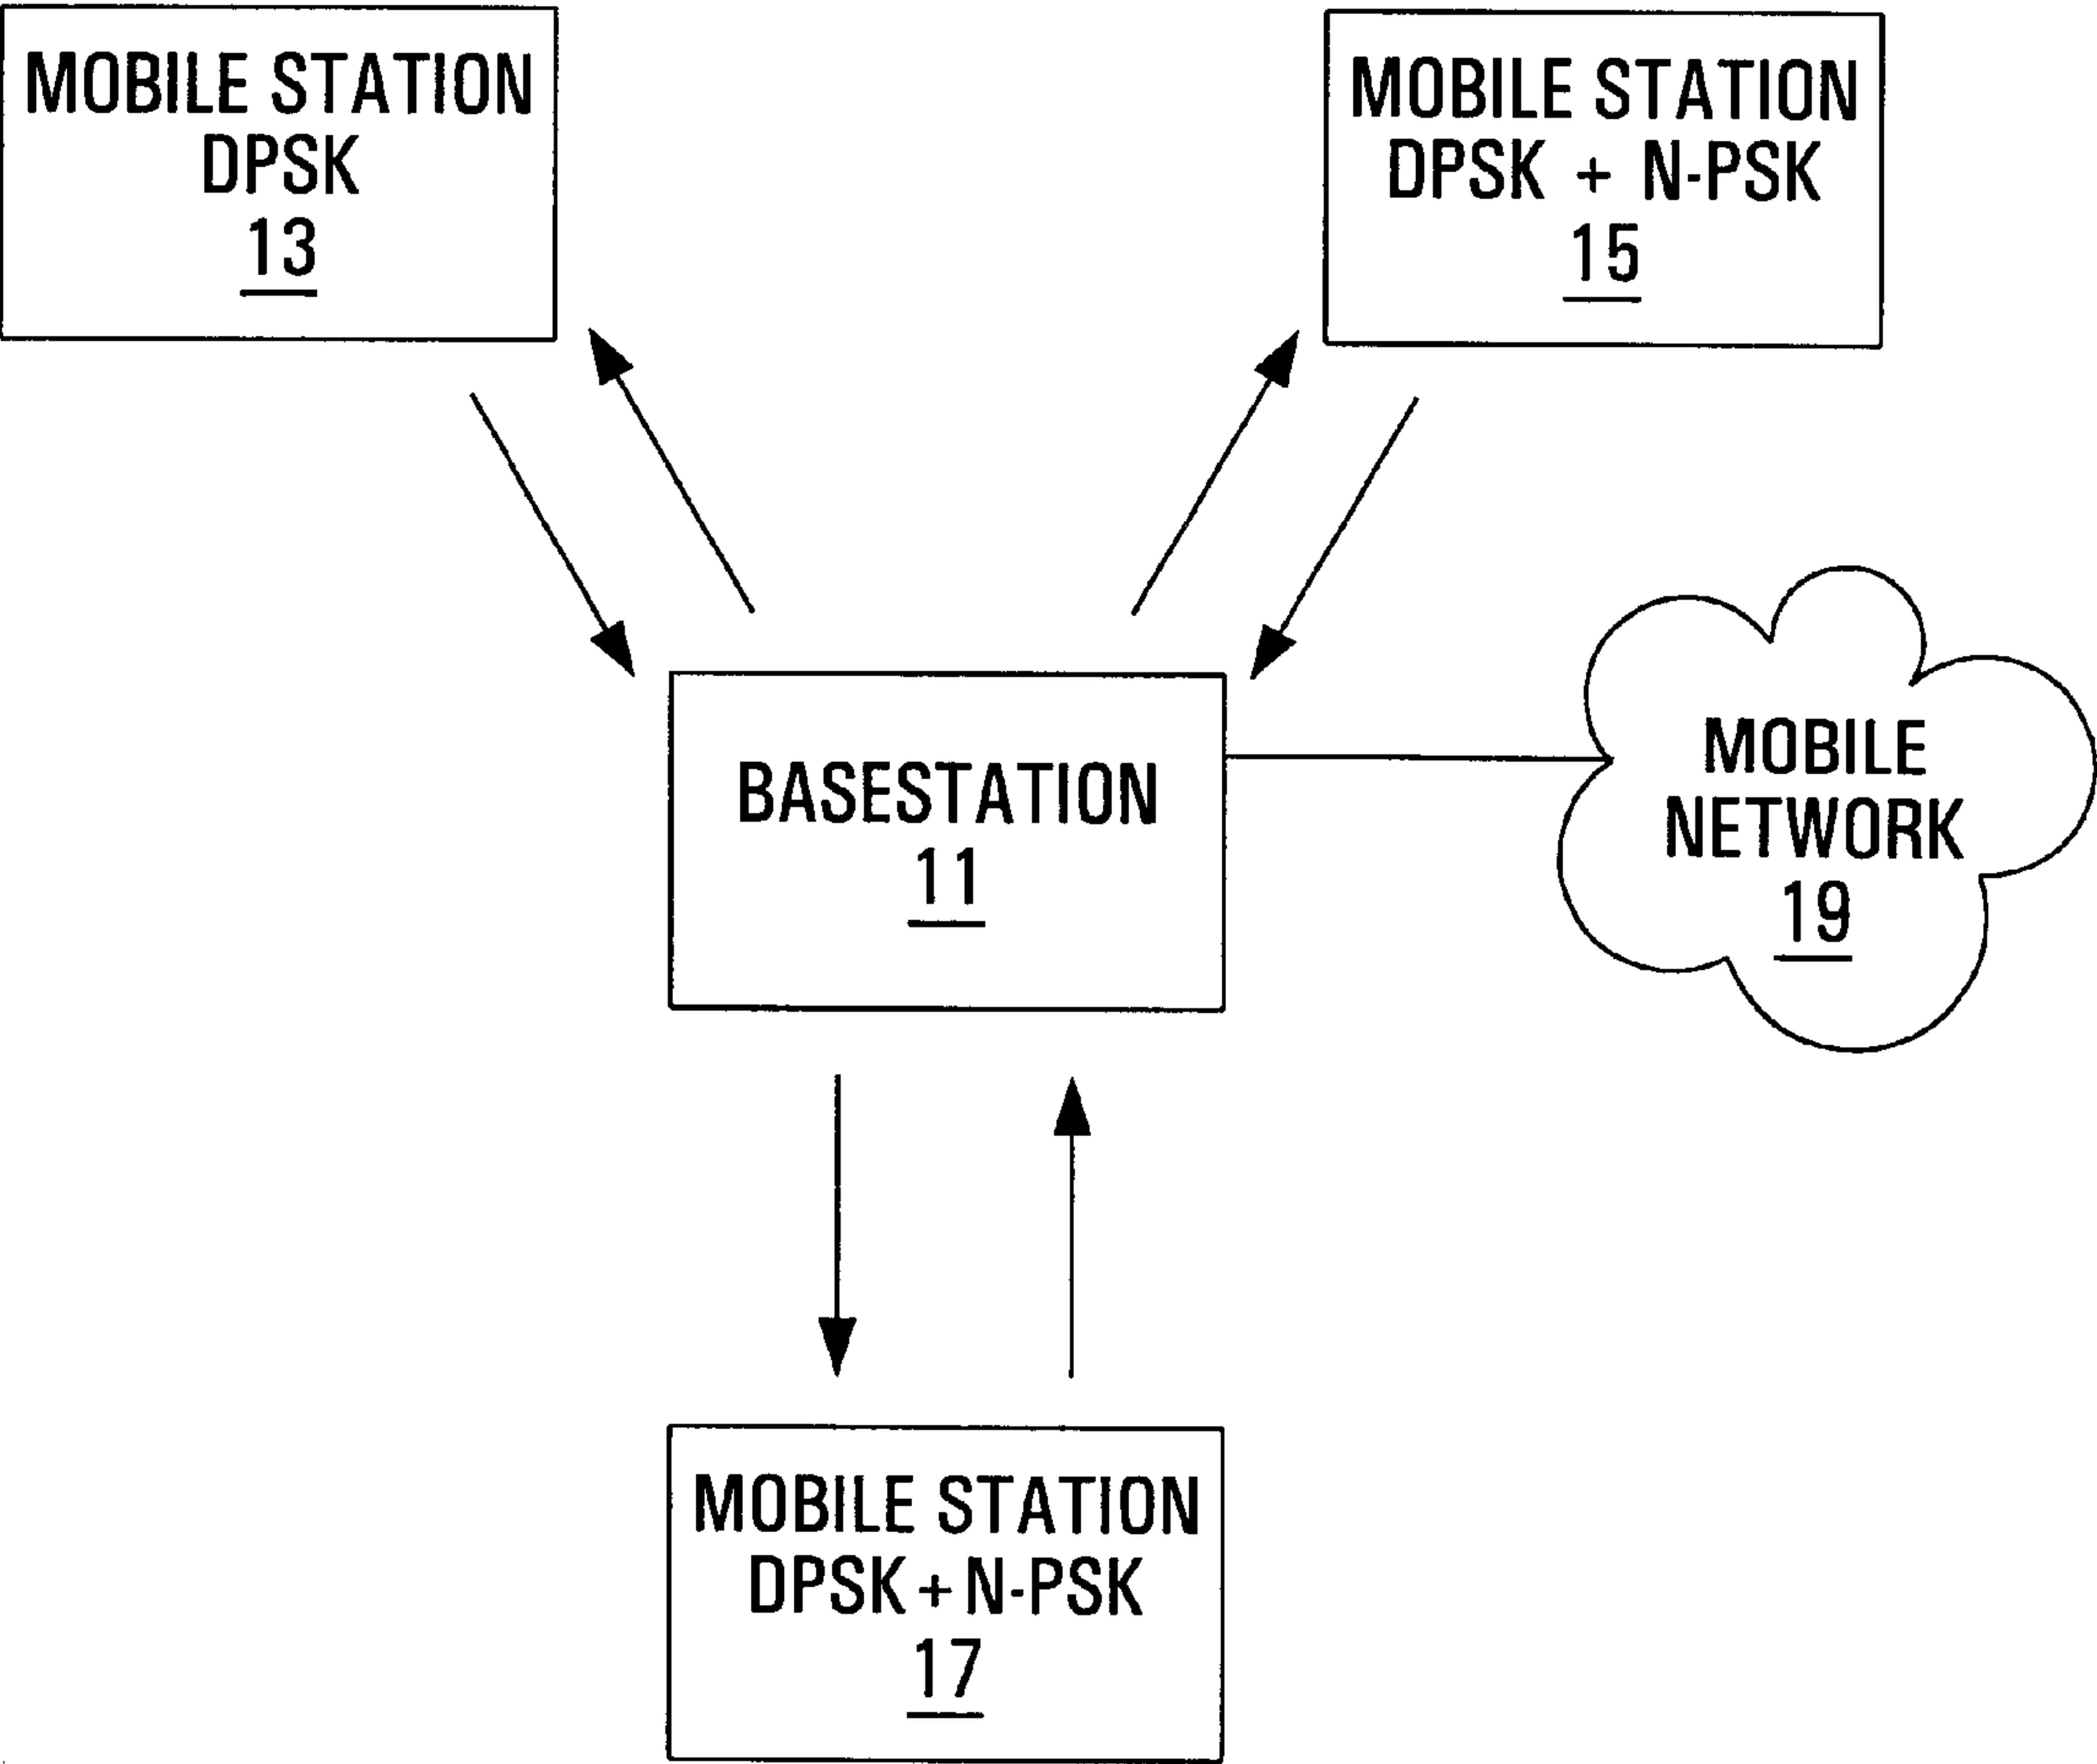 MOBILE STATION
DPSK
13
MOBILE STATION
DPSK + N-PSK
15
BASESTATION
11
MOBILE
NETWORK
19
MOBILE STATION
DPSK + N-PSK
17